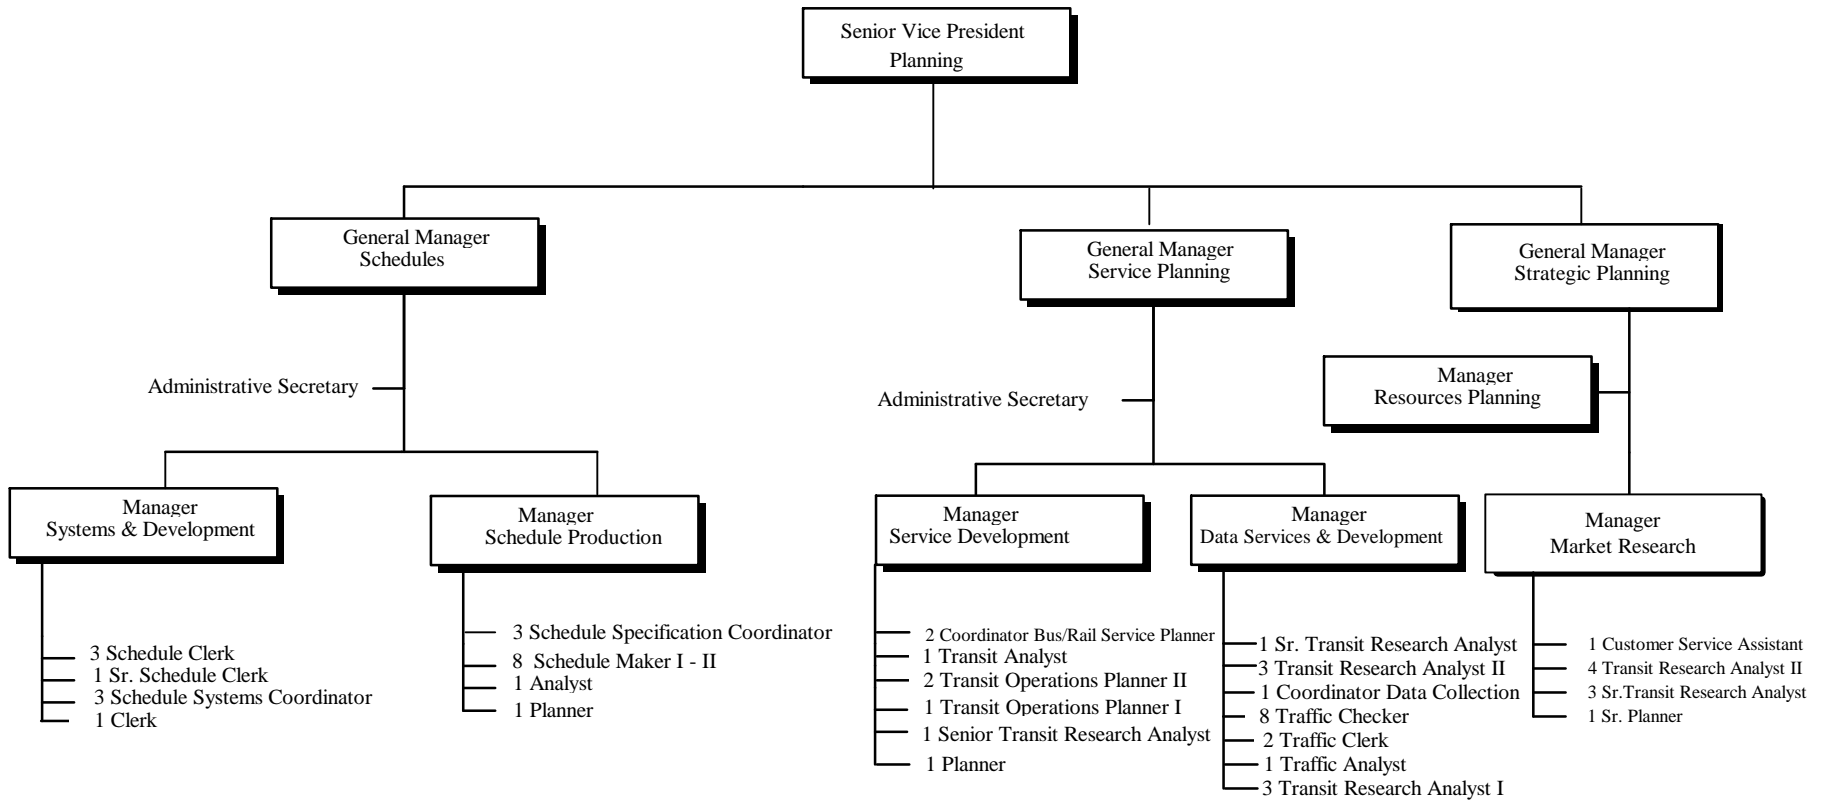 Senior Vice President
Planning
General Manager
Schedules
General Manager
Service Planning
General Manager
Strategic Planning
Administrative Secretary
Administrative Secretary
Manager
Resources Planning
Manager
Systems & Development
Manager
Schedule Production
Manager
Service Development
Manager
Data Services & Development
Manager
Market Research
3 Schedule Clerk
1 Sr. Schedule Clerk
3 Schedule Systems Coordinator
1 Clerk
3 Schedule Specification Coordinator
8 Schedule Maker I - II
1 Analyst
1 Planner
2 Coordinator Bus/Rail Service Planner
1 Transit Analyst
2 Transit Operations Planner II
1 Transit Operations Planner I
1 Senior Transit Research Analyst
1 Planner
1 Sr. Transit Research Analyst
3 Transit Research Analyst II
1 Coordinator Data Collection
8 Traffic Checker
2 Traffic Clerk
1 Traffic Analyst
3 Transit Research Analyst I
1 Customer Service Assistant
4 Transit Research Analyst II
3 Sr.Transit Research Analyst
1 Sr. Planner